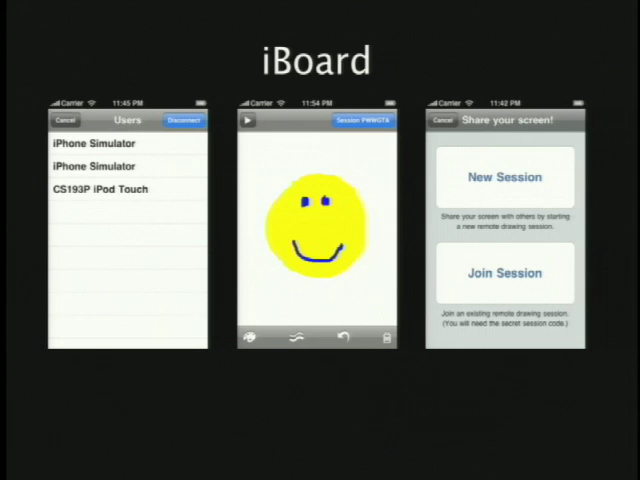 iBoard
Carrier 11:45 PM
Cancel Users Disconnect
iPhone Simulator
iPhone Simulator
CS193P iPod Touch
Carrier 11:54 PM
Session PWWGTA
Carrier 11:42 PM
Cancel Share your screen!
New Session
Share your screen with others by starting
a new remote drawing session.
Join Session
Join an existing remote drawing session.
(You will need the secret session code.)